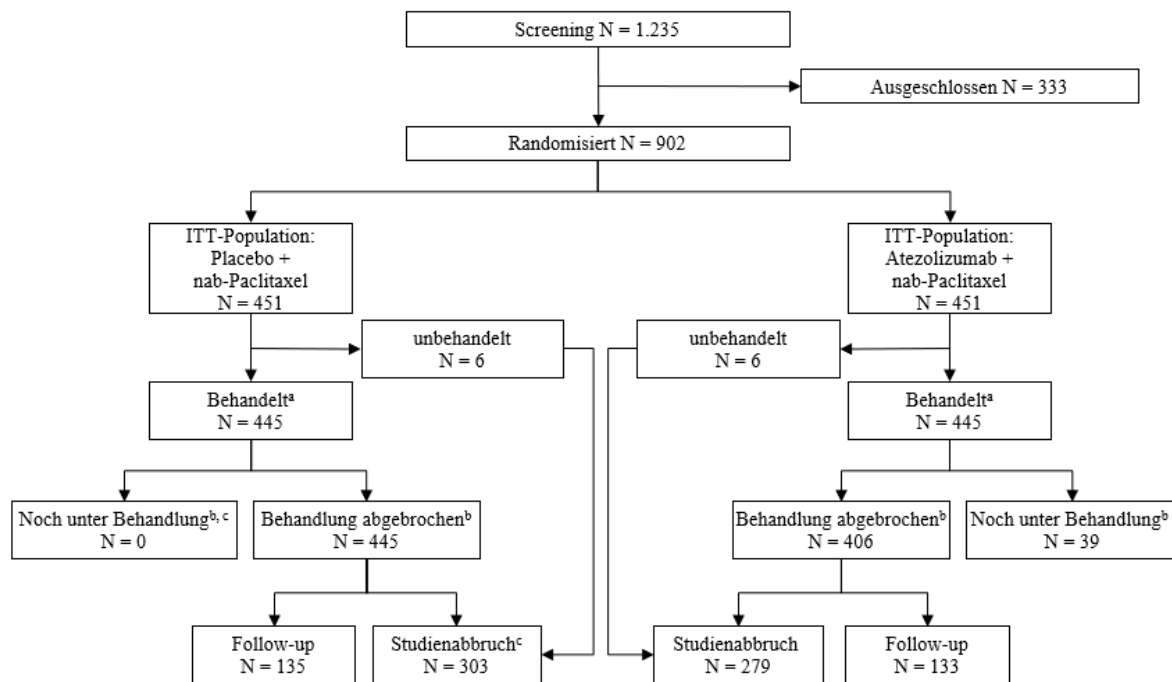 Screening N = 1.235
Ausgeschlossen N = 333
Randomisiert N = 902
ITT-Population:
Placebo +
nab-Paclitaxel
N = 451
ITT-Population:
Atezolizumab +
nab-Paclitaxel
N = 451
unbehandelt
N = 6
unbehandelt
N = 6
Behandeltᵃ
N = 445
Behandeltᵃ
N = 445
Noch unter Behandlungᵇ, ᶜ
N = 0
Behandlung abgebrochenᵇ
N = 445
Behandlung abgebrochenᵇ
N = 406
Noch unter Behandlungᵇ
N = 39
Follow-up
N = 135
Studienabbruchᶜ
N = 303
Studienabbruch
N = 279
Follow-up
N = 133